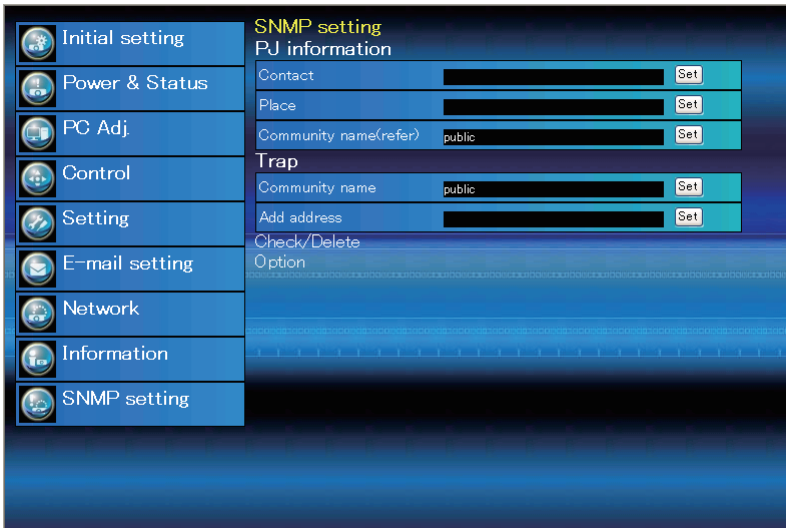 Initial setting
Power & Status
PC Adj.
Control
Setting
E-mail setting
Network
Information
SNMP setting
SNMP setting
PJ information
Contact Set
Place Set
Community name(refer) public Set
Trap
Community name public Set
Add address Set
Check/Delete
Option